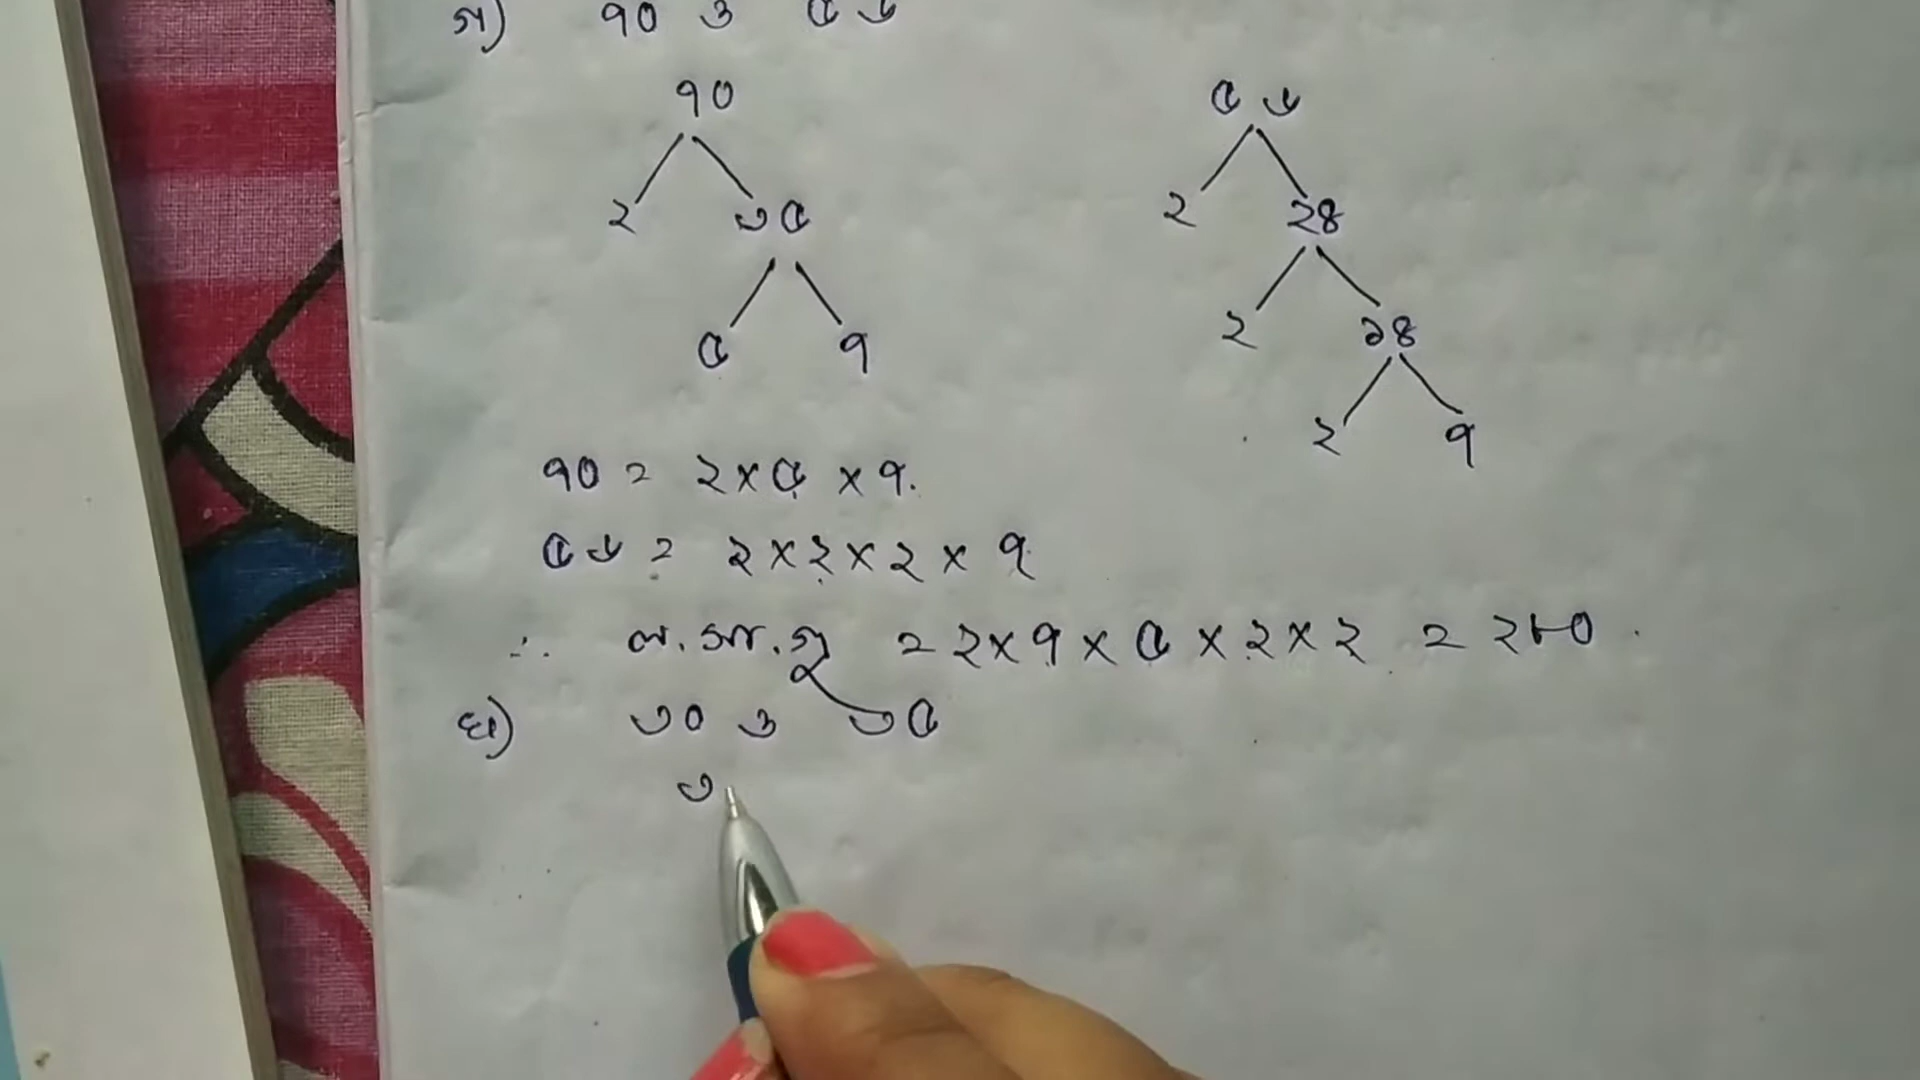 গ) ৭০ ও ৫৬
৭০ ৫৬
২ ৩৫ ২ ২৮
৫ ৭ ২ ১৪
২ ৭
৭০ = ২×৫×৭.
৫৬ = ২×২×২×৭
∴ ল.সা.গু = ২×৭×৫×২×২ = ২৮০
ঘ) ৩০ ও ৩৫
৩